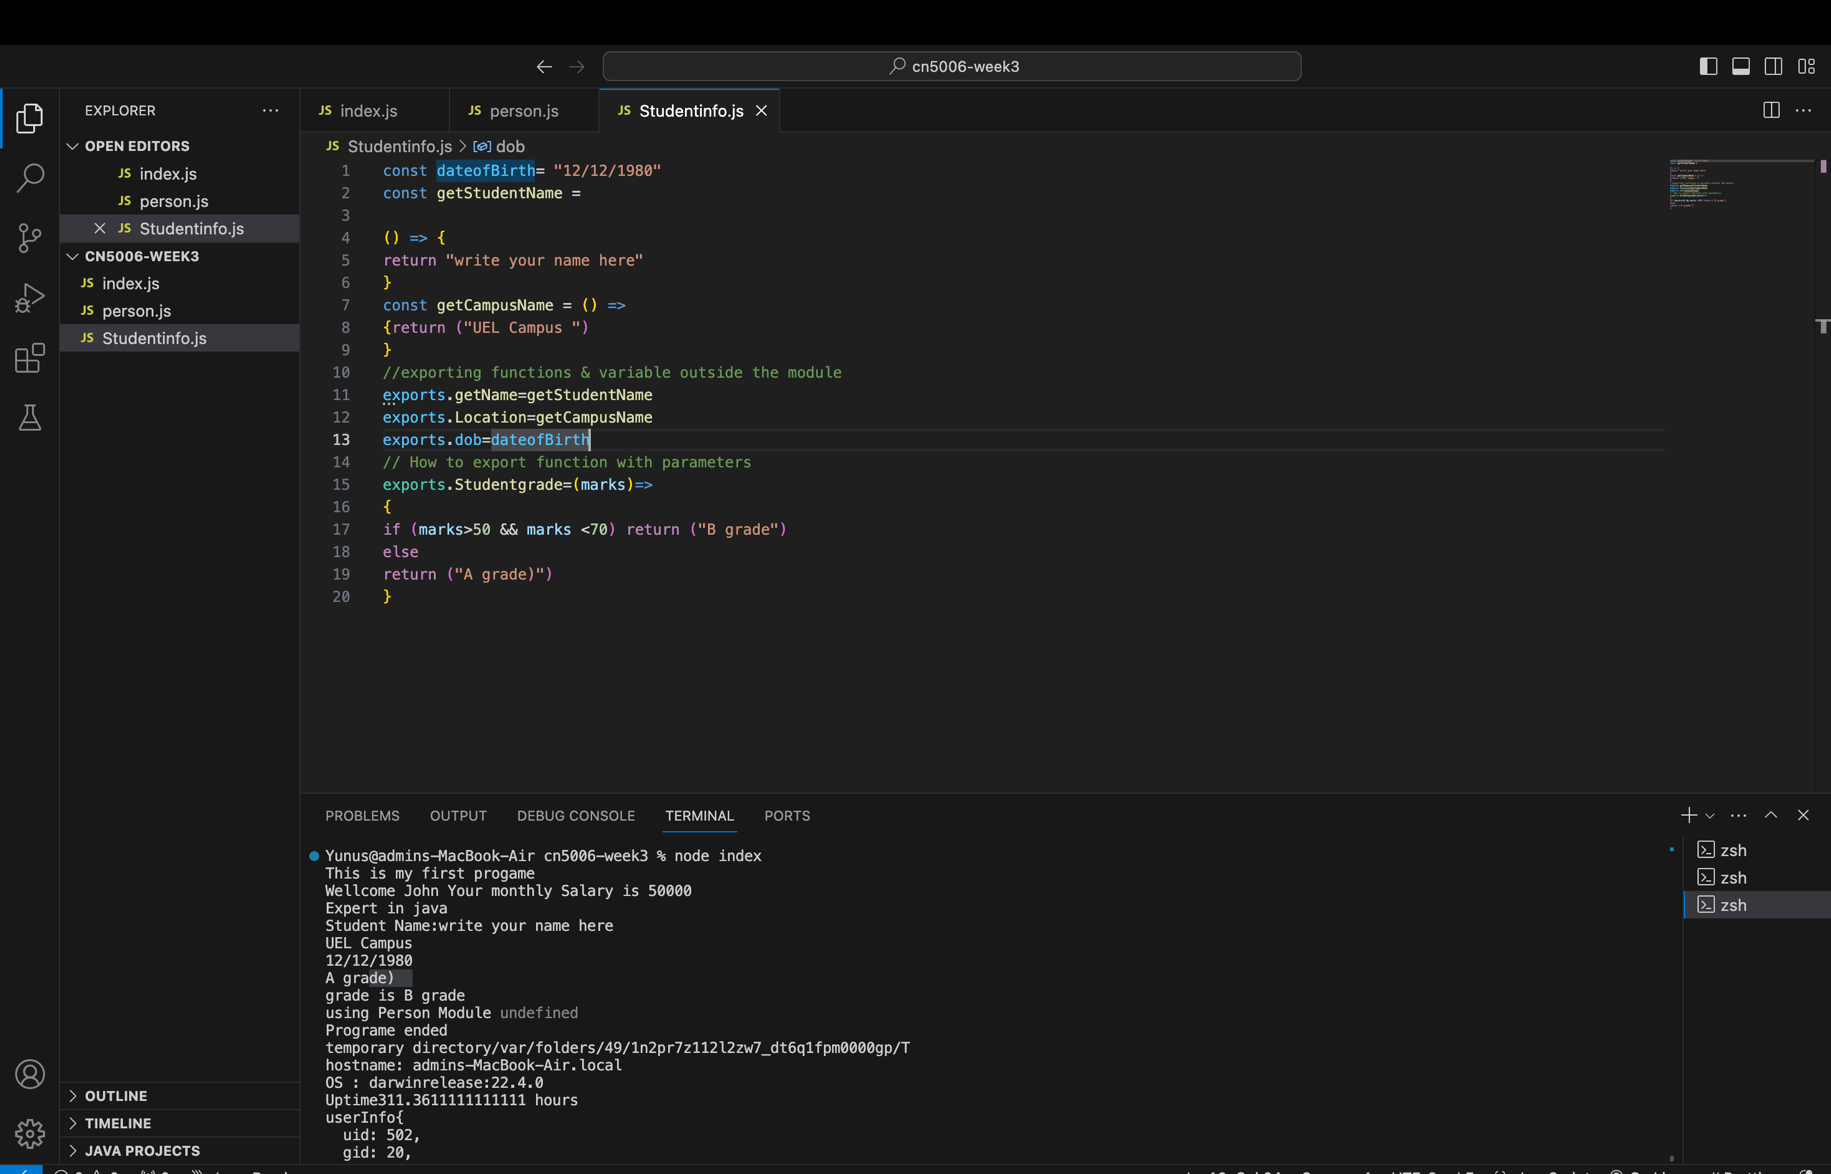 cn5006-week3
EXPLORER
OPEN EDITORS
JS index.js
JS person.js
JS Studentinfo.js
CN5006-WEEK3
JS index.js
JS person.js
JS Studentinfo.js
OUTLINE
TIMELINE
JAVA PROJECTS
JS index.js
JS person.js
JS Studentinfo.js
JS Studentinfo.js > dob
1 const dateofBirth= "12/12/1980"
2 const getStudentName =
3
4 () => {
5 return "write your name here"
6 }
7 const getCampusName = () =>
8 {return ("UEL Campus ")
9 }
10 //exporting functions & variable outside the module
11 exports.getName=getStudentName
12 exports.Location=getCampusName
13 exports.dob=dateofBirth
14 // How to export function with parameters
15 exports.Studentgrade=(marks)=>
16 {
17 if (marks>50 && marks <70) return ("B grade")
18 else
19 return ("A grade)")
20 }
PROBLEMS OUTPUT DEBUG CONSOLE TERMINAL PORTS
Yunus@admins-MacBook-Air cn5006-week3 % node index
This is my first progame
Wellcome John Your monthly Salary is 50000
Expert in java
Student Name:write your name here
UEL Campus
12/12/1980
A grade)
grade is B grade
using Person Module undefined
Programe ended
temporary directory/var/folders/49/1n2pr7z112l2zw7_dt6q1fpm0000gp/T
hostname: admins-MacBook-Air.local
OS : darwinrelease:22.4.0
Uptime311.3611111111111 hours
userInfo{
uid: 502,
gid: 20,
zsh
zsh
zsh